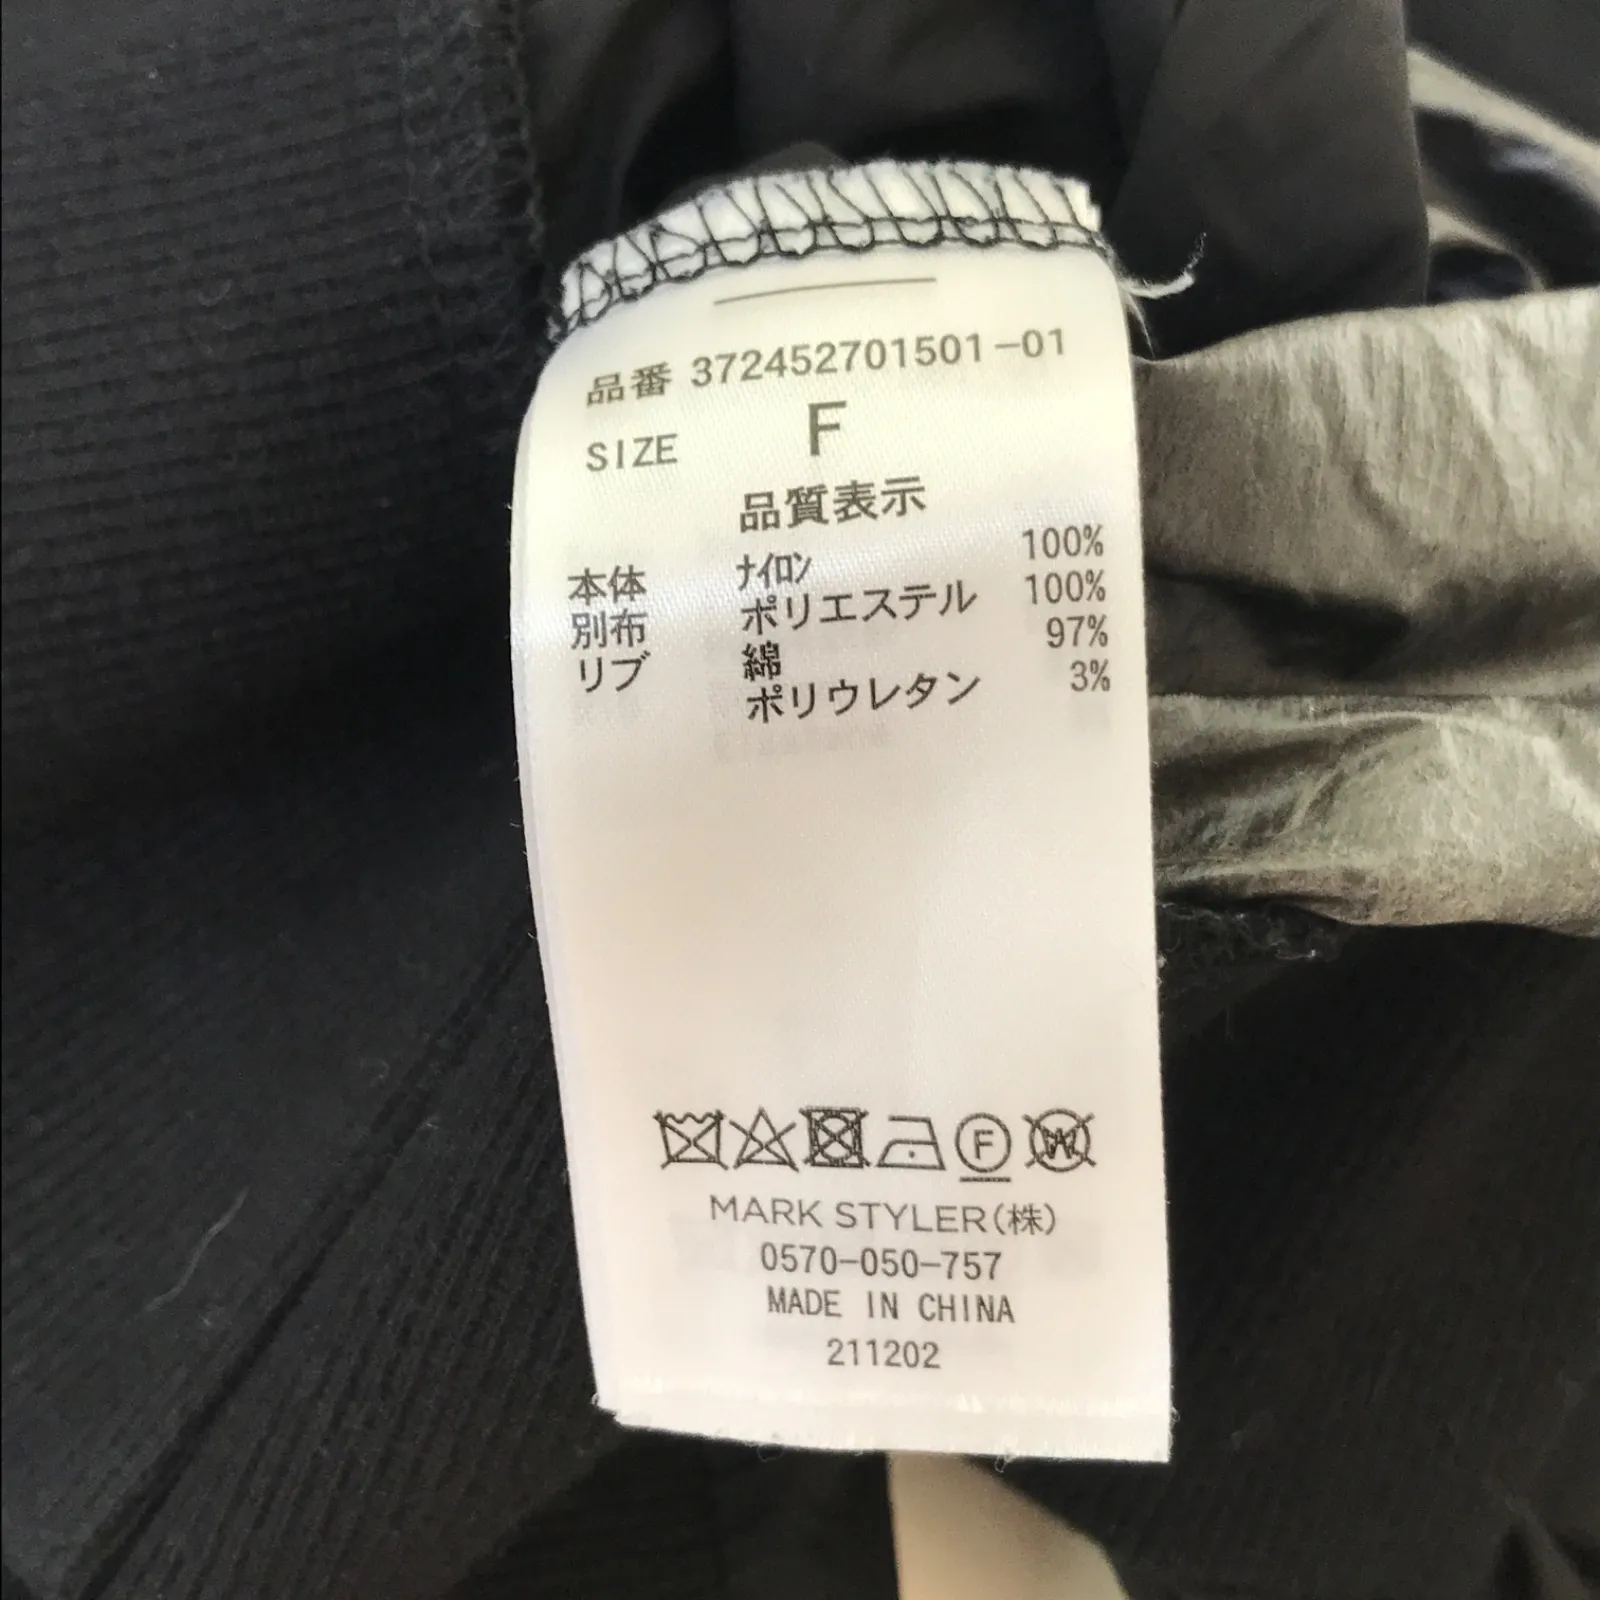 品番 372452701501-01
SIZE F
品質表示
本体 ナイロン 100%
別布 ポリエステル 100%
リブ 綿 97%
ポリウレタン 3%
F W
MARK STYLER(株)
0570-050-757
MADE IN CHINA
211202